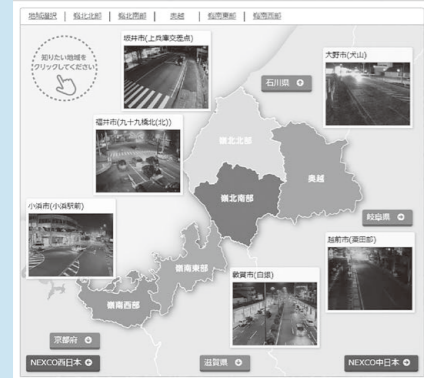 地域選択 | 嶺北北部 | 嶺北南部 | 奥越 | 嶺南東部 | 嶺南西部
知りたい地域を
クリックしてください
坂井市(上兵庫交差点)
大野市(犬山)
石川県
福井市(九十九橋北(北))
嶺北北部
奥越
嶺北南部
小浜市(小浜駅前)
岐阜県
越前市(塚田部)
嶺南東部
敦賀市(白銀)
嶺南西部
京都府
滋賀県
NEXCO西日本
NEXCO中日本